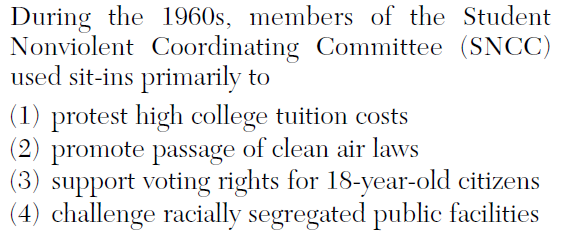 During the 1960s, members of the Student
Nonviolent Coordinating Committee (SNCC)
used sit-ins primarily to
(1) protest high college tuition costs
(2) promote passage of clean air laws
(3) support voting rights for 18-year-old citizens
(4) challenge racially segregated public facilities